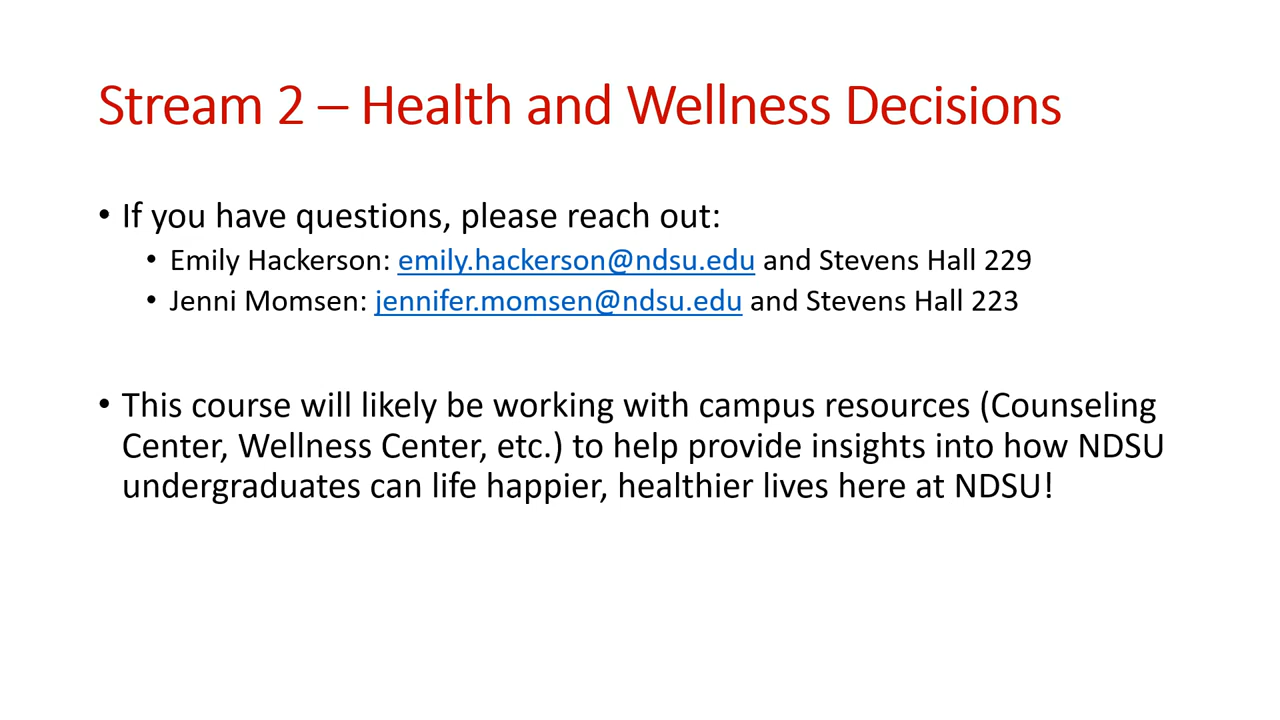 Stream 2 – Health and Wellness Decisions
• If you have questions, please reach out:
• Emily Hackerson: emily.hackerson@ndsu.edu and Stevens Hall 229
• Jenni Momsen: jennifer.momsen@ndsu.edu and Stevens Hall 223
• This course will likely be working with campus resources (Counseling
Center, Wellness Center, etc.) to help provide insights into how NDSU
undergraduates can life happier, healthier lives here at NDSU!